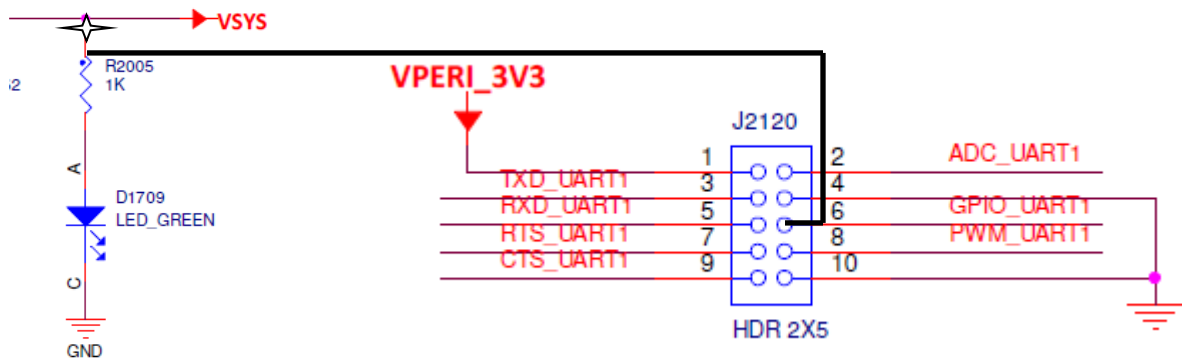 VSYS
R2005
1K
52
A
D1709
LED_GREEN
C
GND
VPERI_3V3
J2120
1 2 ADC_UART1
TXD_UART1 3 4
RXD_UART1 5 6 GPIO_UART1
RTS_UART1 7 8 PWM_UART1
CTS_UART1 9 10
HDR 2X5